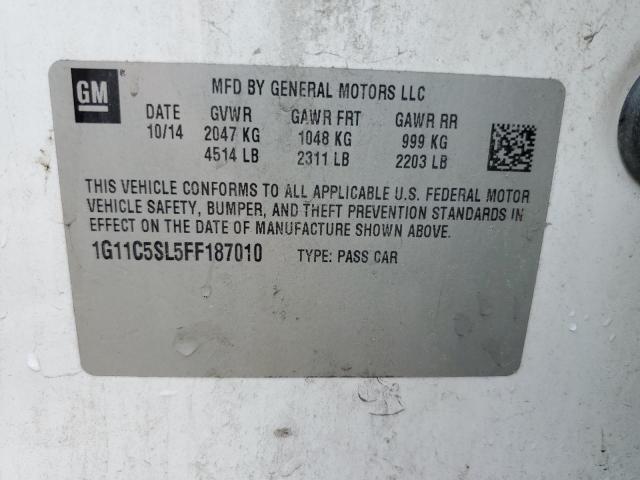 GM
MFD BY GENERAL MOTORS LLC
DATE GVWR GAWR FRT GAWR RR
10/14 2047 KG 1048 KG 999 KG
4514 LB 2311 LB 2203 LB
THIS VEHICLE CONFORMS TO ALL APPLICABLE U.S. FEDERAL MOTOR
VEHICLE SAFETY, BUMPER, AND THEFT PREVENTION STANDARDS IN
EFFECT ON THE DATE OF MANUFACTURE SHOWN ABOVE.
1G11C5SL5FF187010 TYPE: PASS CAR